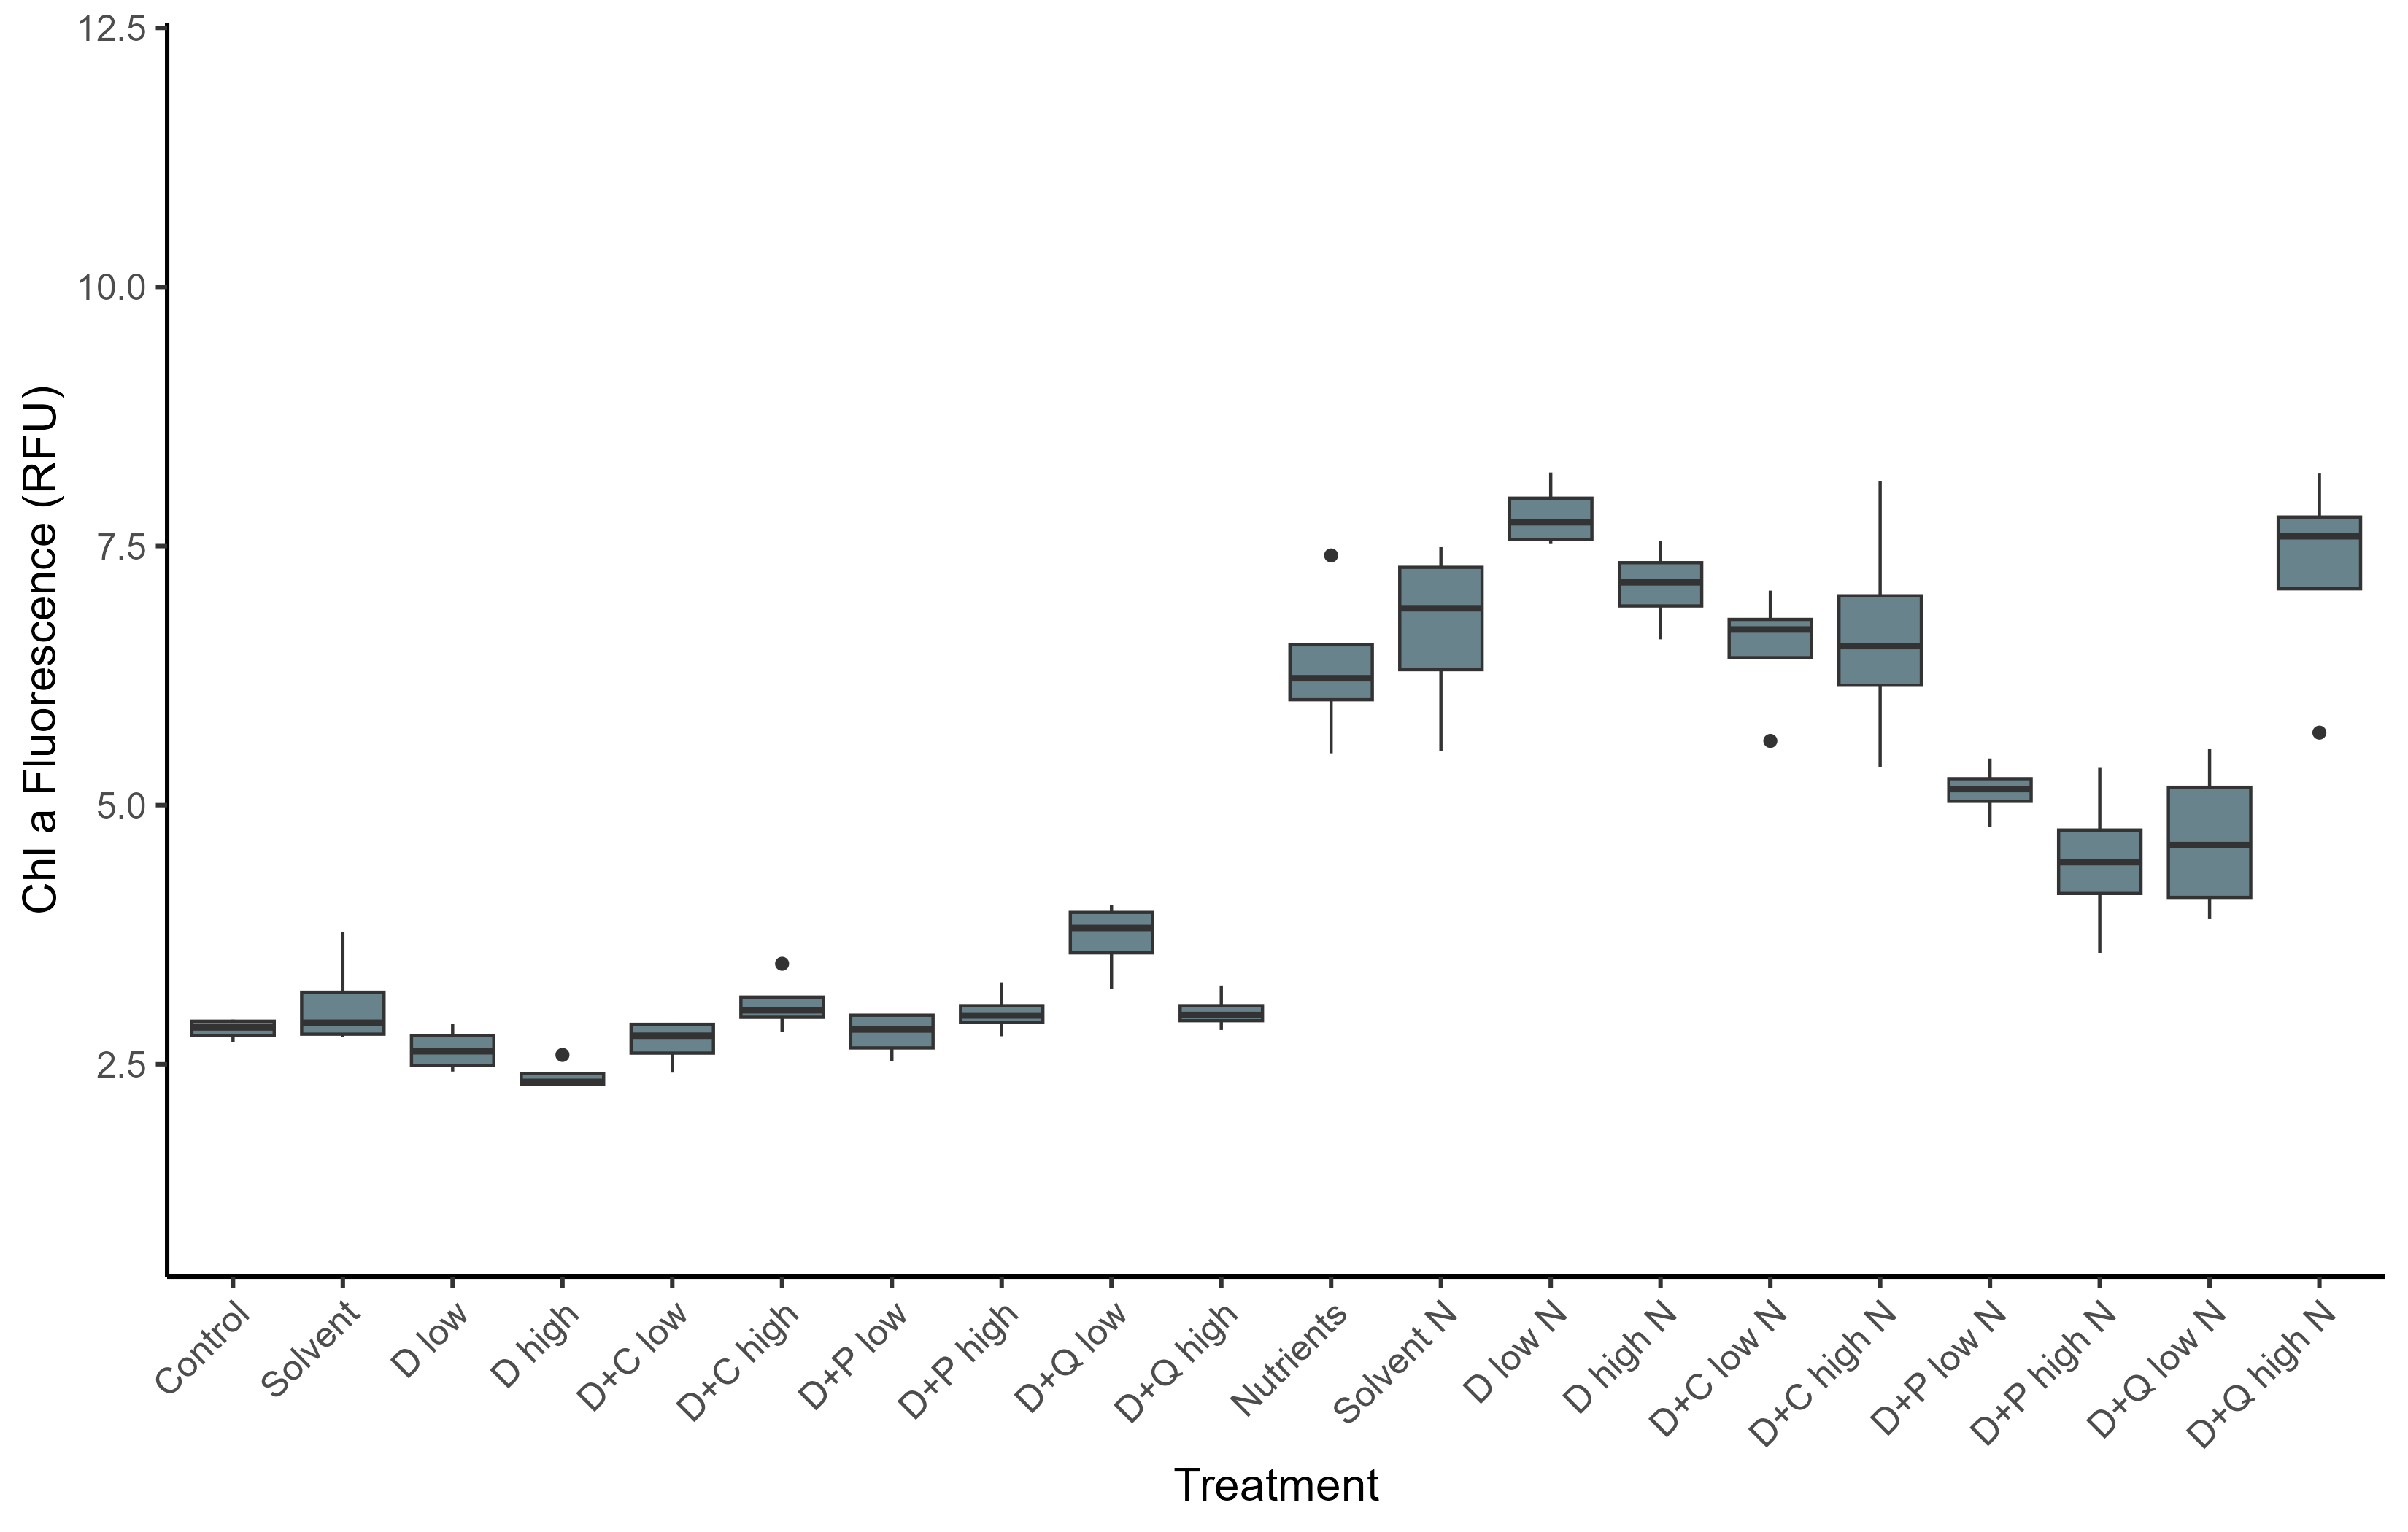 12.5
10.0
7.5
5.0
2.5
Chl a Fluorescence (RFU)
Control
Solvent
D low
D high
D+C low
D+C high
D+P low
D+P high
D+Q low
D+Q high
Nutrients
Solvent N
D low N
D high N
D+C low N
D+C high N
D+P low N
D+P high N
D+Q low N
D+Q high N
Treatment